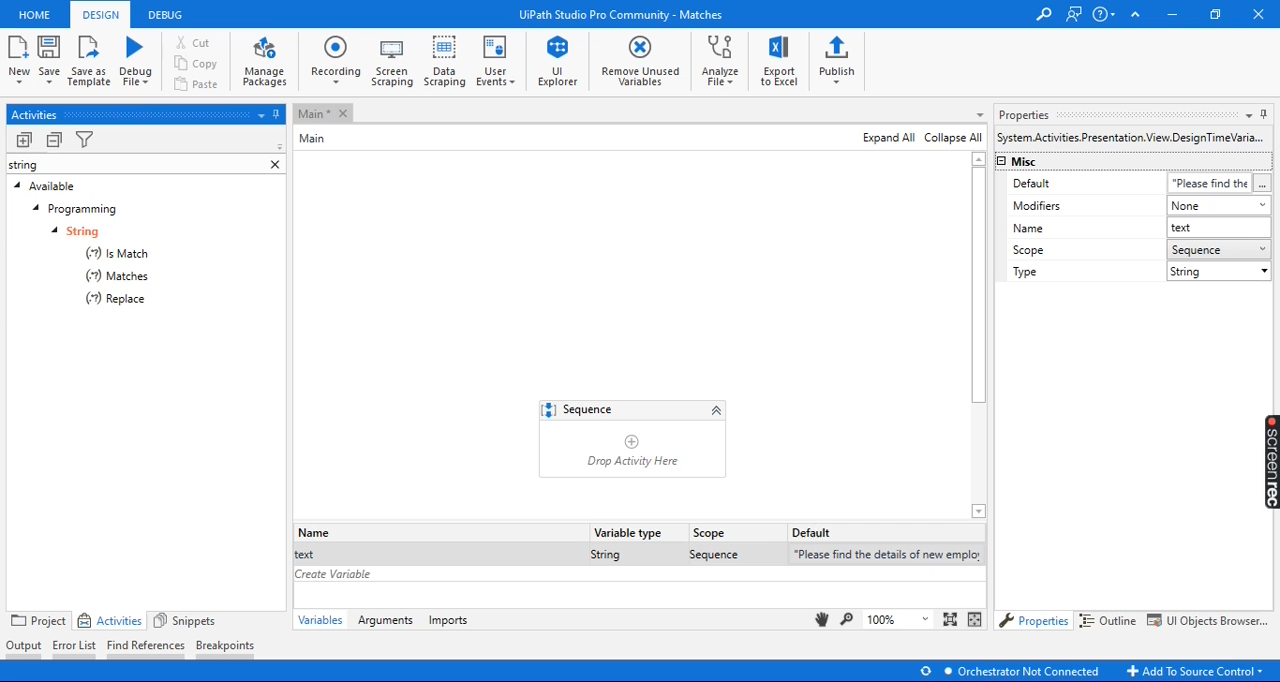 HOME DESIGN DEBUG UiPath Studio Pro Community - Matches
New Save Save as Template Debug File Cut Copy Paste Manage Packages Recording Screen Scraping Data Scraping User Events UI Explorer Remove Unused Variables Analyze File Export to Excel Publish
Activities
string
Available
Programming
String
Is Match
Matches
Replace
Main *
Main Expand All Collapse All
Sequence
Drop Activity Here
Name Variable type Scope Default
text String Sequence "Please find the details of new employ
Create Variable
Variables Arguments Imports 100%
Properties
System.Activities.Presentation.View.DesignTimeVaria...
Misc
Default "Please find the ...
Modifiers None
Name text
Scope Sequence
Type String
screenrec
Project Activities Snippets
Properties Outline UI Objects Browser...
Output Error List Find References Breakpoints
Orchestrator Not Connected Add To Source Control